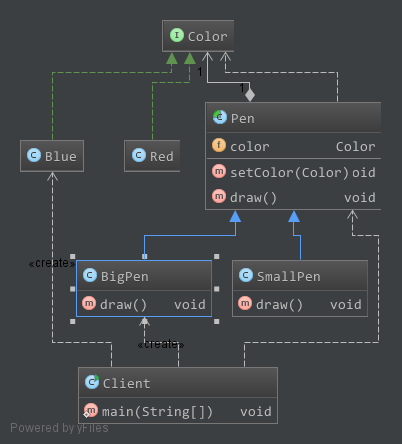 I Color
1
1
C Pen
f color Color
m setColor(Color) oid
m draw() void
C Blue
C Red
«create»
C BigPen
m draw() void
C SmallPen
m draw() void
«create»
C Client
m main(String[]) void
Powered by yFiles